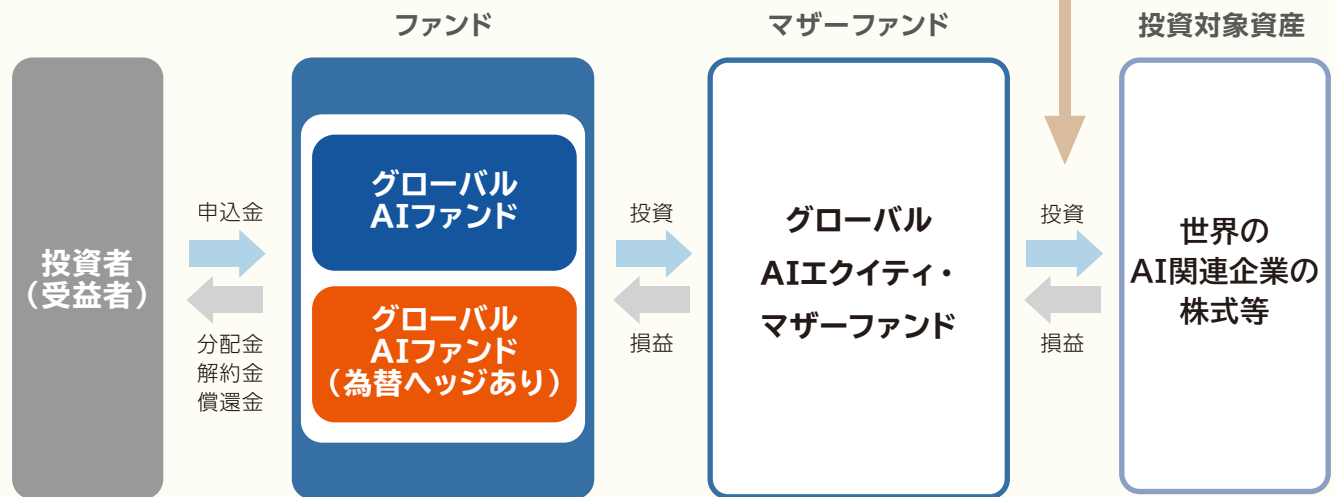 ファンド
マザーファンド
投資対象資産
投資者
（受益者）
申込金
分配金
解約金
償還金
グローバル
AIファンド
グローバル
AIファンド
（為替ヘッジあり）
投資
損益
グローバル
AIエクイティ・
マザーファンド
投資
損益
世界の
AI関連企業の
株式等